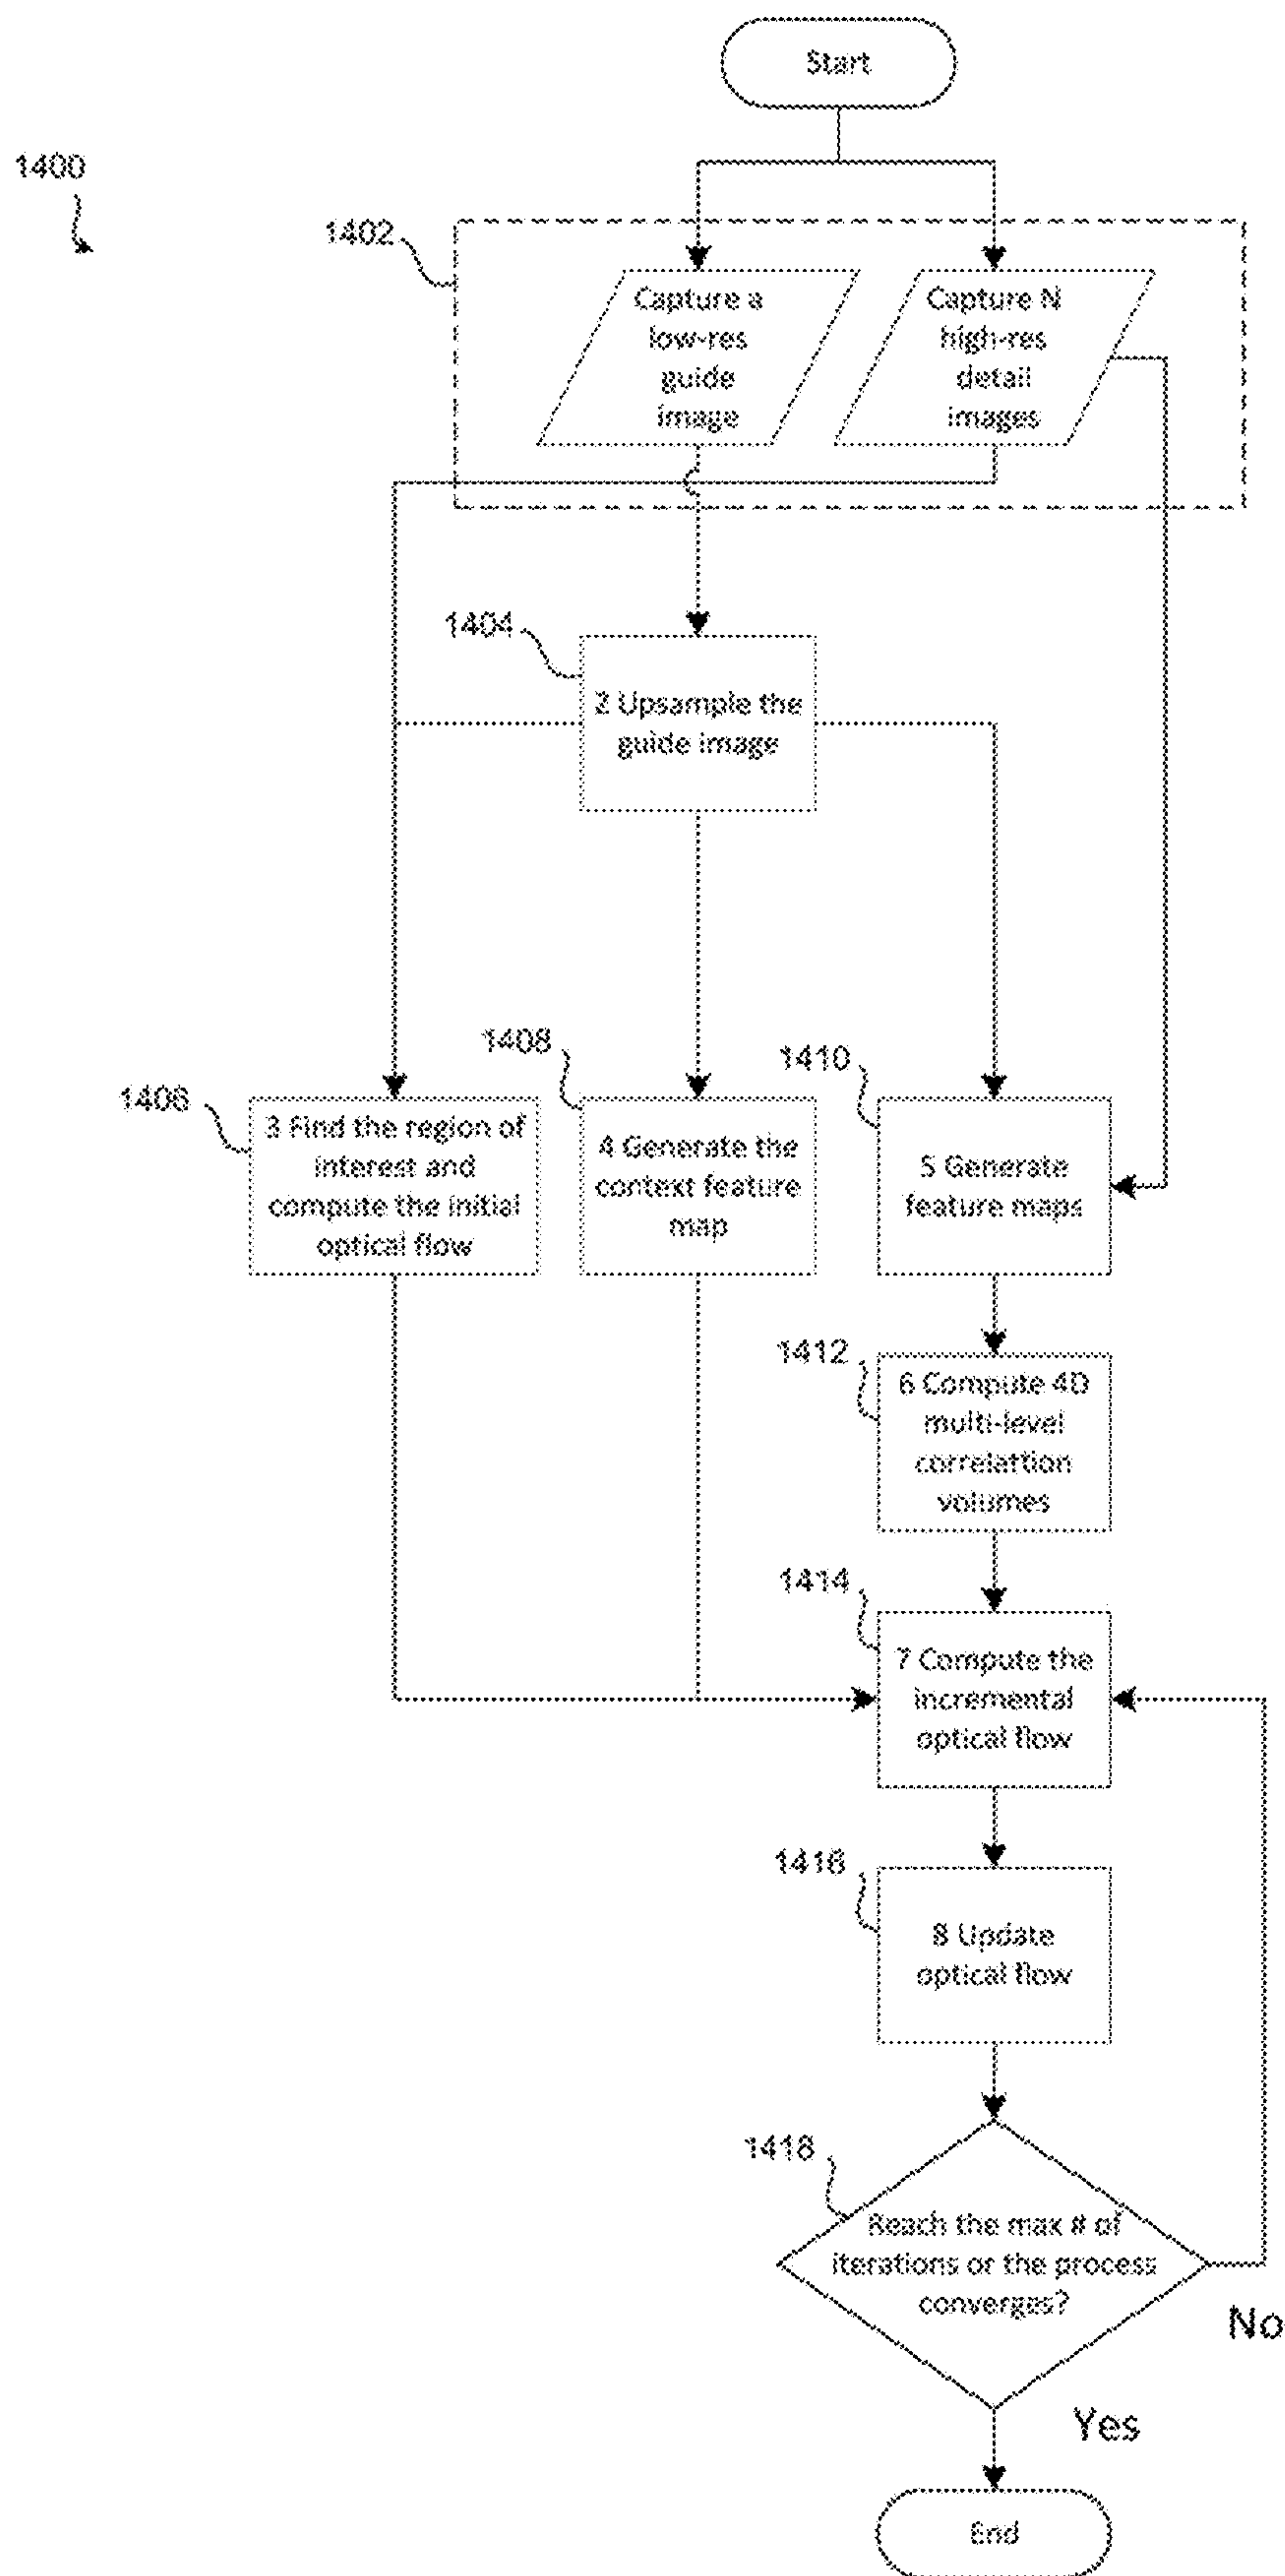 Start
1400
1402
Capture a
low-res
guide
image
Capture N
high-res
detail
images
1404
2 Upsample the
guide image
1406
3 Find the region of
interest and
compute the initial
optical flow
1408
4 Generate the
context feature
map
1410
5 Generate
feature maps
1412
6 Compute 4D
multi-level
correlattion
volumes
1414
7 Compute the
incremental
optical flow
1416
8 Update
optical flow
1418
Reach the max # of
iterations or the process
converges?
No
Yes
End